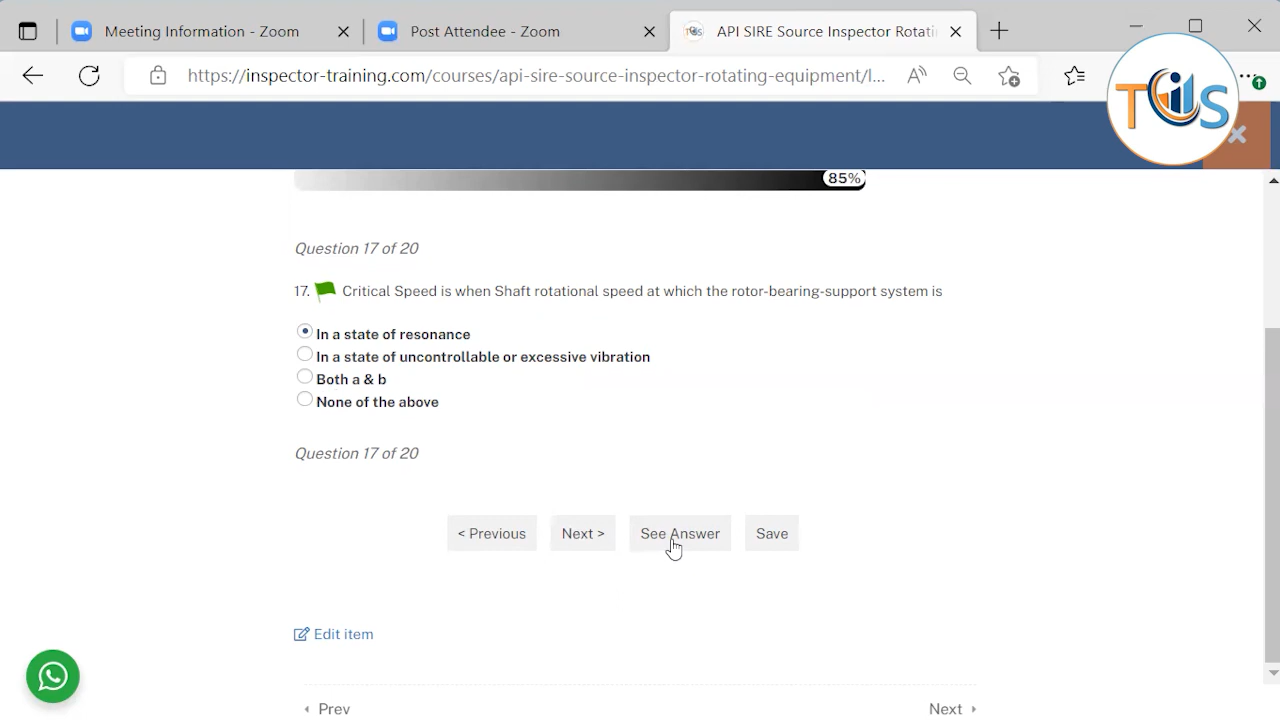 Meeting Information - Zoom
Post Attendee - Zoom
API SIRE Source Inspector Rotati
https://inspector-training.com/courses/api-sire-source-inspector-rotating-equipment/l...
TIIS
85%
Question 17 of 20
17. Critical Speed is when Shaft rotational speed at which the rotor-bearing-support system is
In a state of resonance
In a state of uncontrollable or excessive vibration
Both a & b
None of the above
Question 17 of 20
< Previous
Next >
See Answer
Save
Edit item
Prev
Next